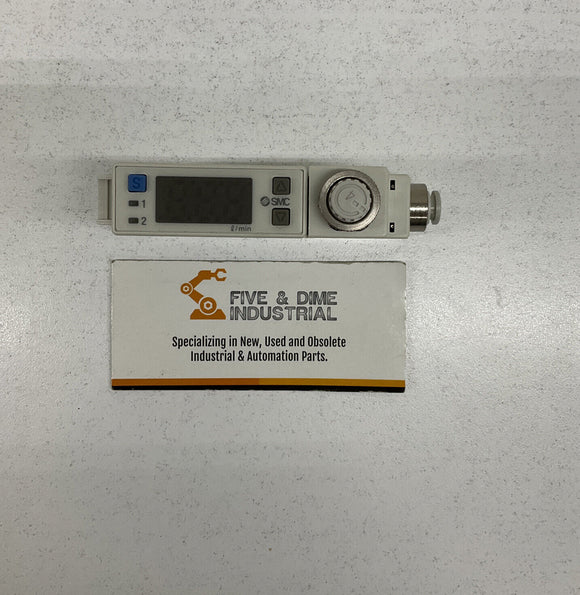 S
1
2
SMC
ℓ/min
FIVE & DIME
INDUSTRIAL
Specializing in New, Used and Obsolete
Industrial & Automation Parts.